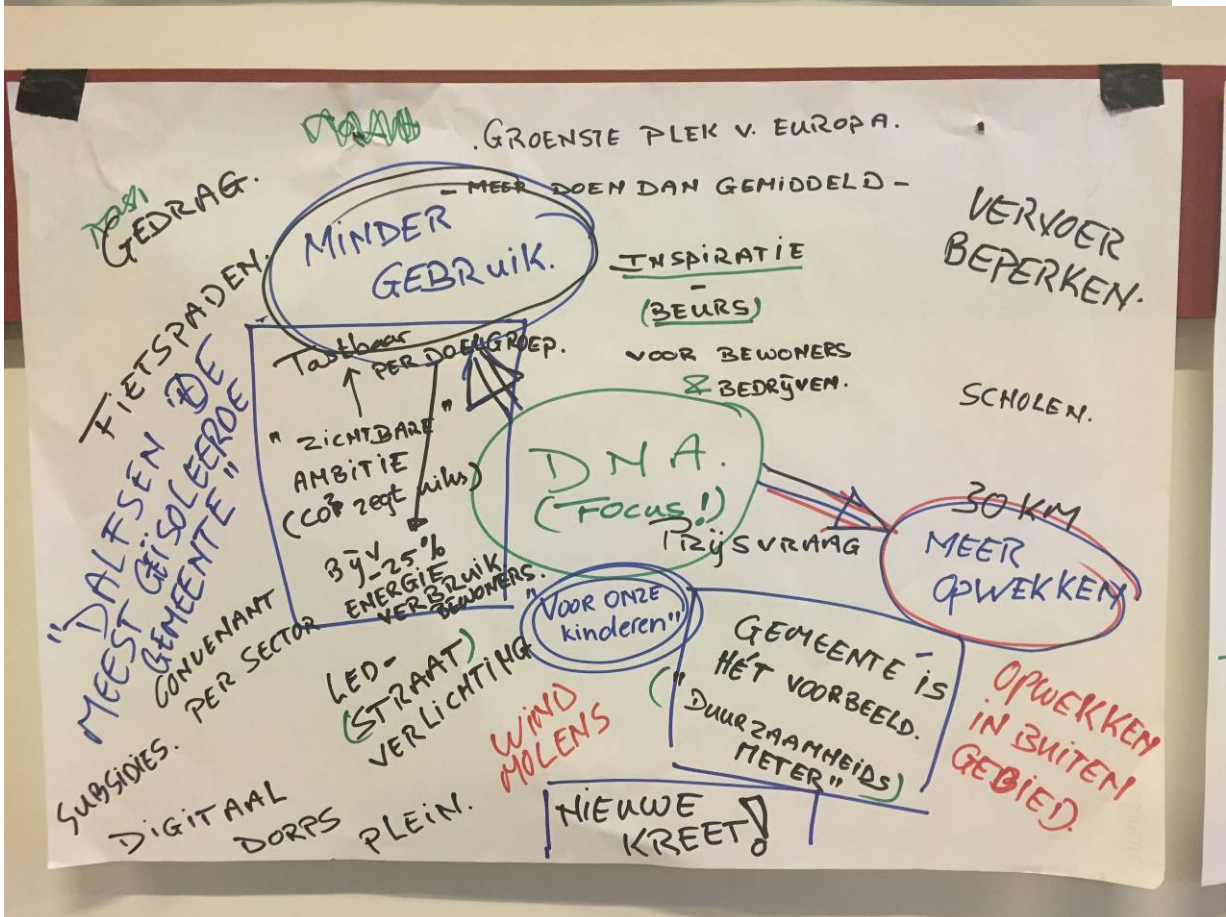 .GROENSTE PLEK V. EUROPA.
- MEER DOEN DAN GEMIDDELD -
GEDRAG.
MINDER
GEBRUIK.
VERVOER
BEPERKEN.
INSPIRATIE
-
(BEURS)
VOOR BEWONERS
& BEDRIJVEN.
FIETSPADEN.
Tastbaar
PER DOELGROEP.
"ZICHTBARE"
AMBITIE
(CO² zegt niks)
BIJV -25%
ENERGIE
VERBRUIK
BEWONERS.
SCHOLEN.
DNA.
(FOCUS!)
PRIJSVRAAG
30 KM
MEER
OPWEKKEN
"DALFSEN DE
MEEST GEÏSOLEERDE
GEMEENTE"
"VOOR ONZE
kinderen"
CONVENANT
PER SECTOR
LED-
(STRAAT)
VERLICHTING
GEMEENTE is
HÉT VOORBEELD.
("DUURZAAMHEIDS
METER")
WIND
MOLENS
OPWEKKEN
IN BUITEN
GEBIED.
SUBSIDIES.
DIGITAAL
DORPS PLEIN.
NIEUWE
KREET!